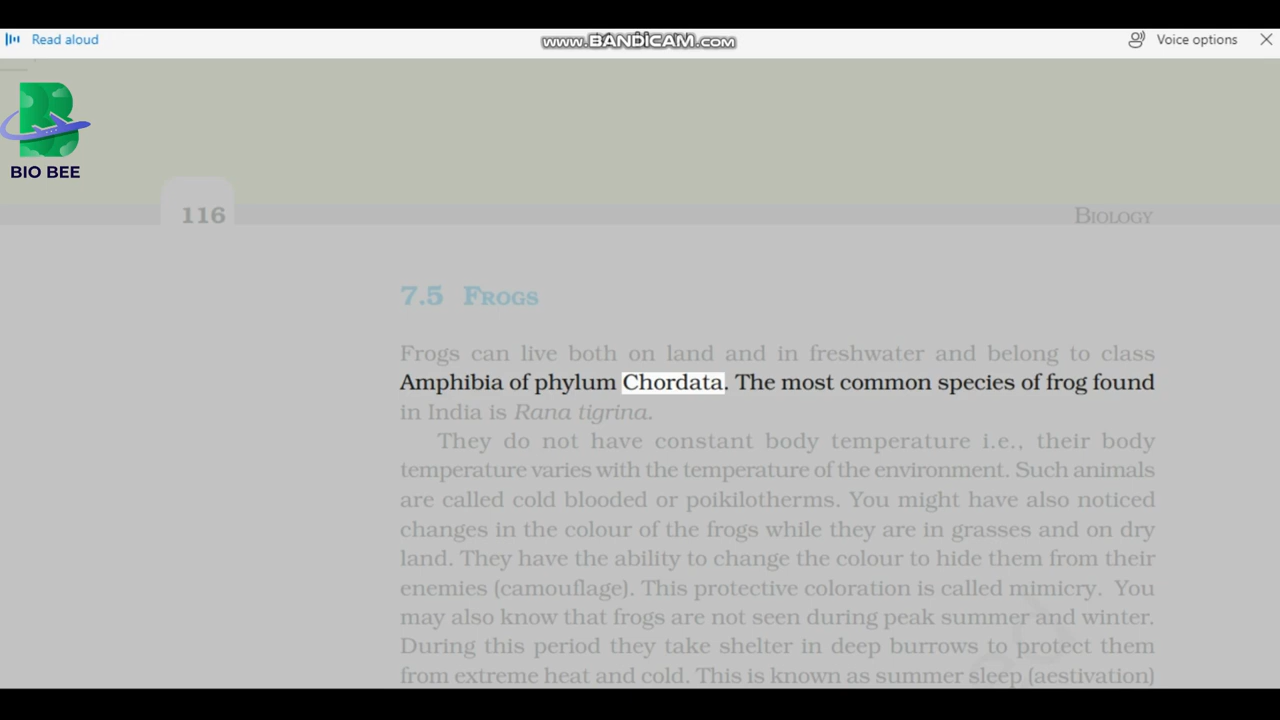 Read aloud
www.BANDICAM.com
Voice options
BIO BEE
116
BIOLOGY
7.5 FROGS
Frogs can live both on land and in freshwater and belong to class
Amphibia of phylum Chordata. The most common species of frog found
in India is Rana tigrina.
They do not have constant body temperature i.e., their body
temperature varies with the temperature of the environment. Such animals
are called cold blooded or poikilotherms. You might have also noticed
changes in the colour of the frogs while they are in grasses and on dry
land. They have the ability to change the colour to hide them from their
enemies (camouflage). This protective coloration is called mimicry. You
may also know that frogs are not seen during peak summer and winter.
During this period they take shelter in deep burrows to protect them
from extreme heat and cold. This is known as summer sleep (aestivation)